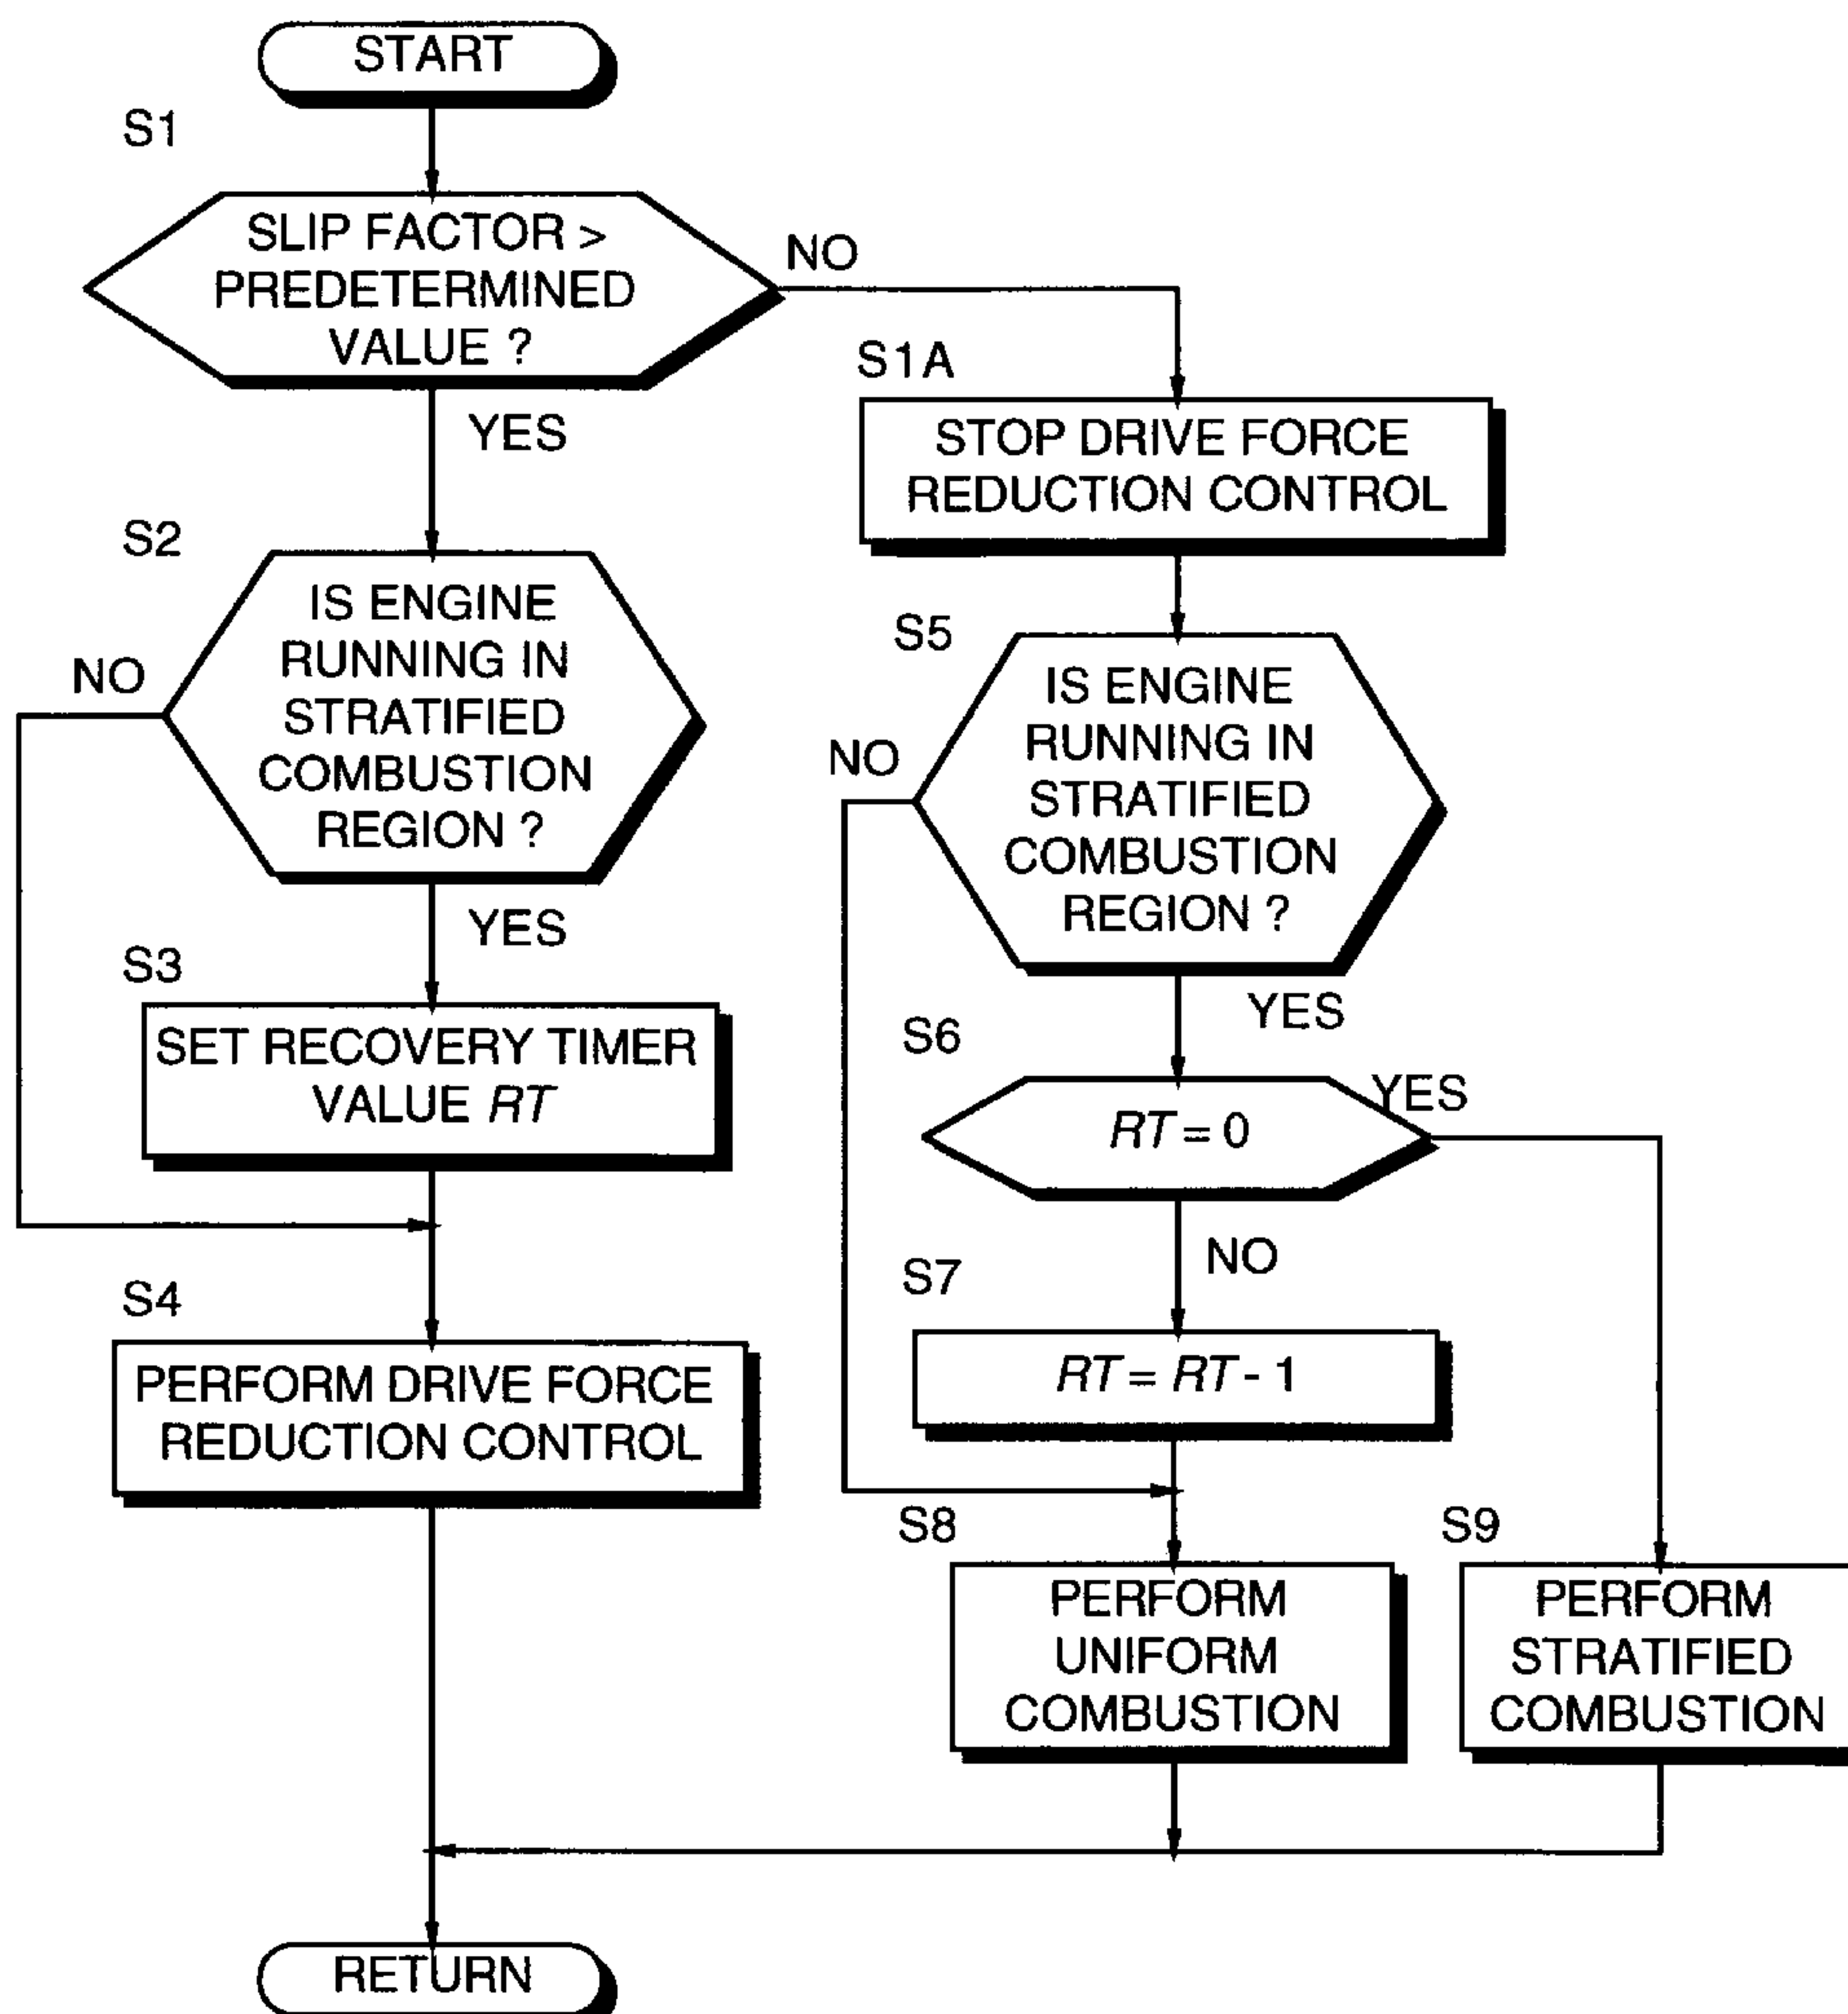 START
S1
SLIP FACTOR >
PREDETERMINED
VALUE ?
NO
YES
S1A
STOP DRIVE FORCE
REDUCTION CONTROL
S2
IS ENGINE
RUNNING IN
STRATIFIED
COMBUSTION
REGION ?
NO
YES
S3
SET RECOVERY TIMER
VALUE RT
S4
PERFORM DRIVE FORCE
REDUCTION CONTROL
S5
IS ENGINE
RUNNING IN
STRATIFIED
COMBUSTION
REGION ?
NO
YES
S6
RT = 0
YES
NO
S7
RT = RT - 1
S8
PERFORM
UNIFORM
COMBUSTION
S9
PERFORM
STRATIFIED
COMBUSTION
RETURN